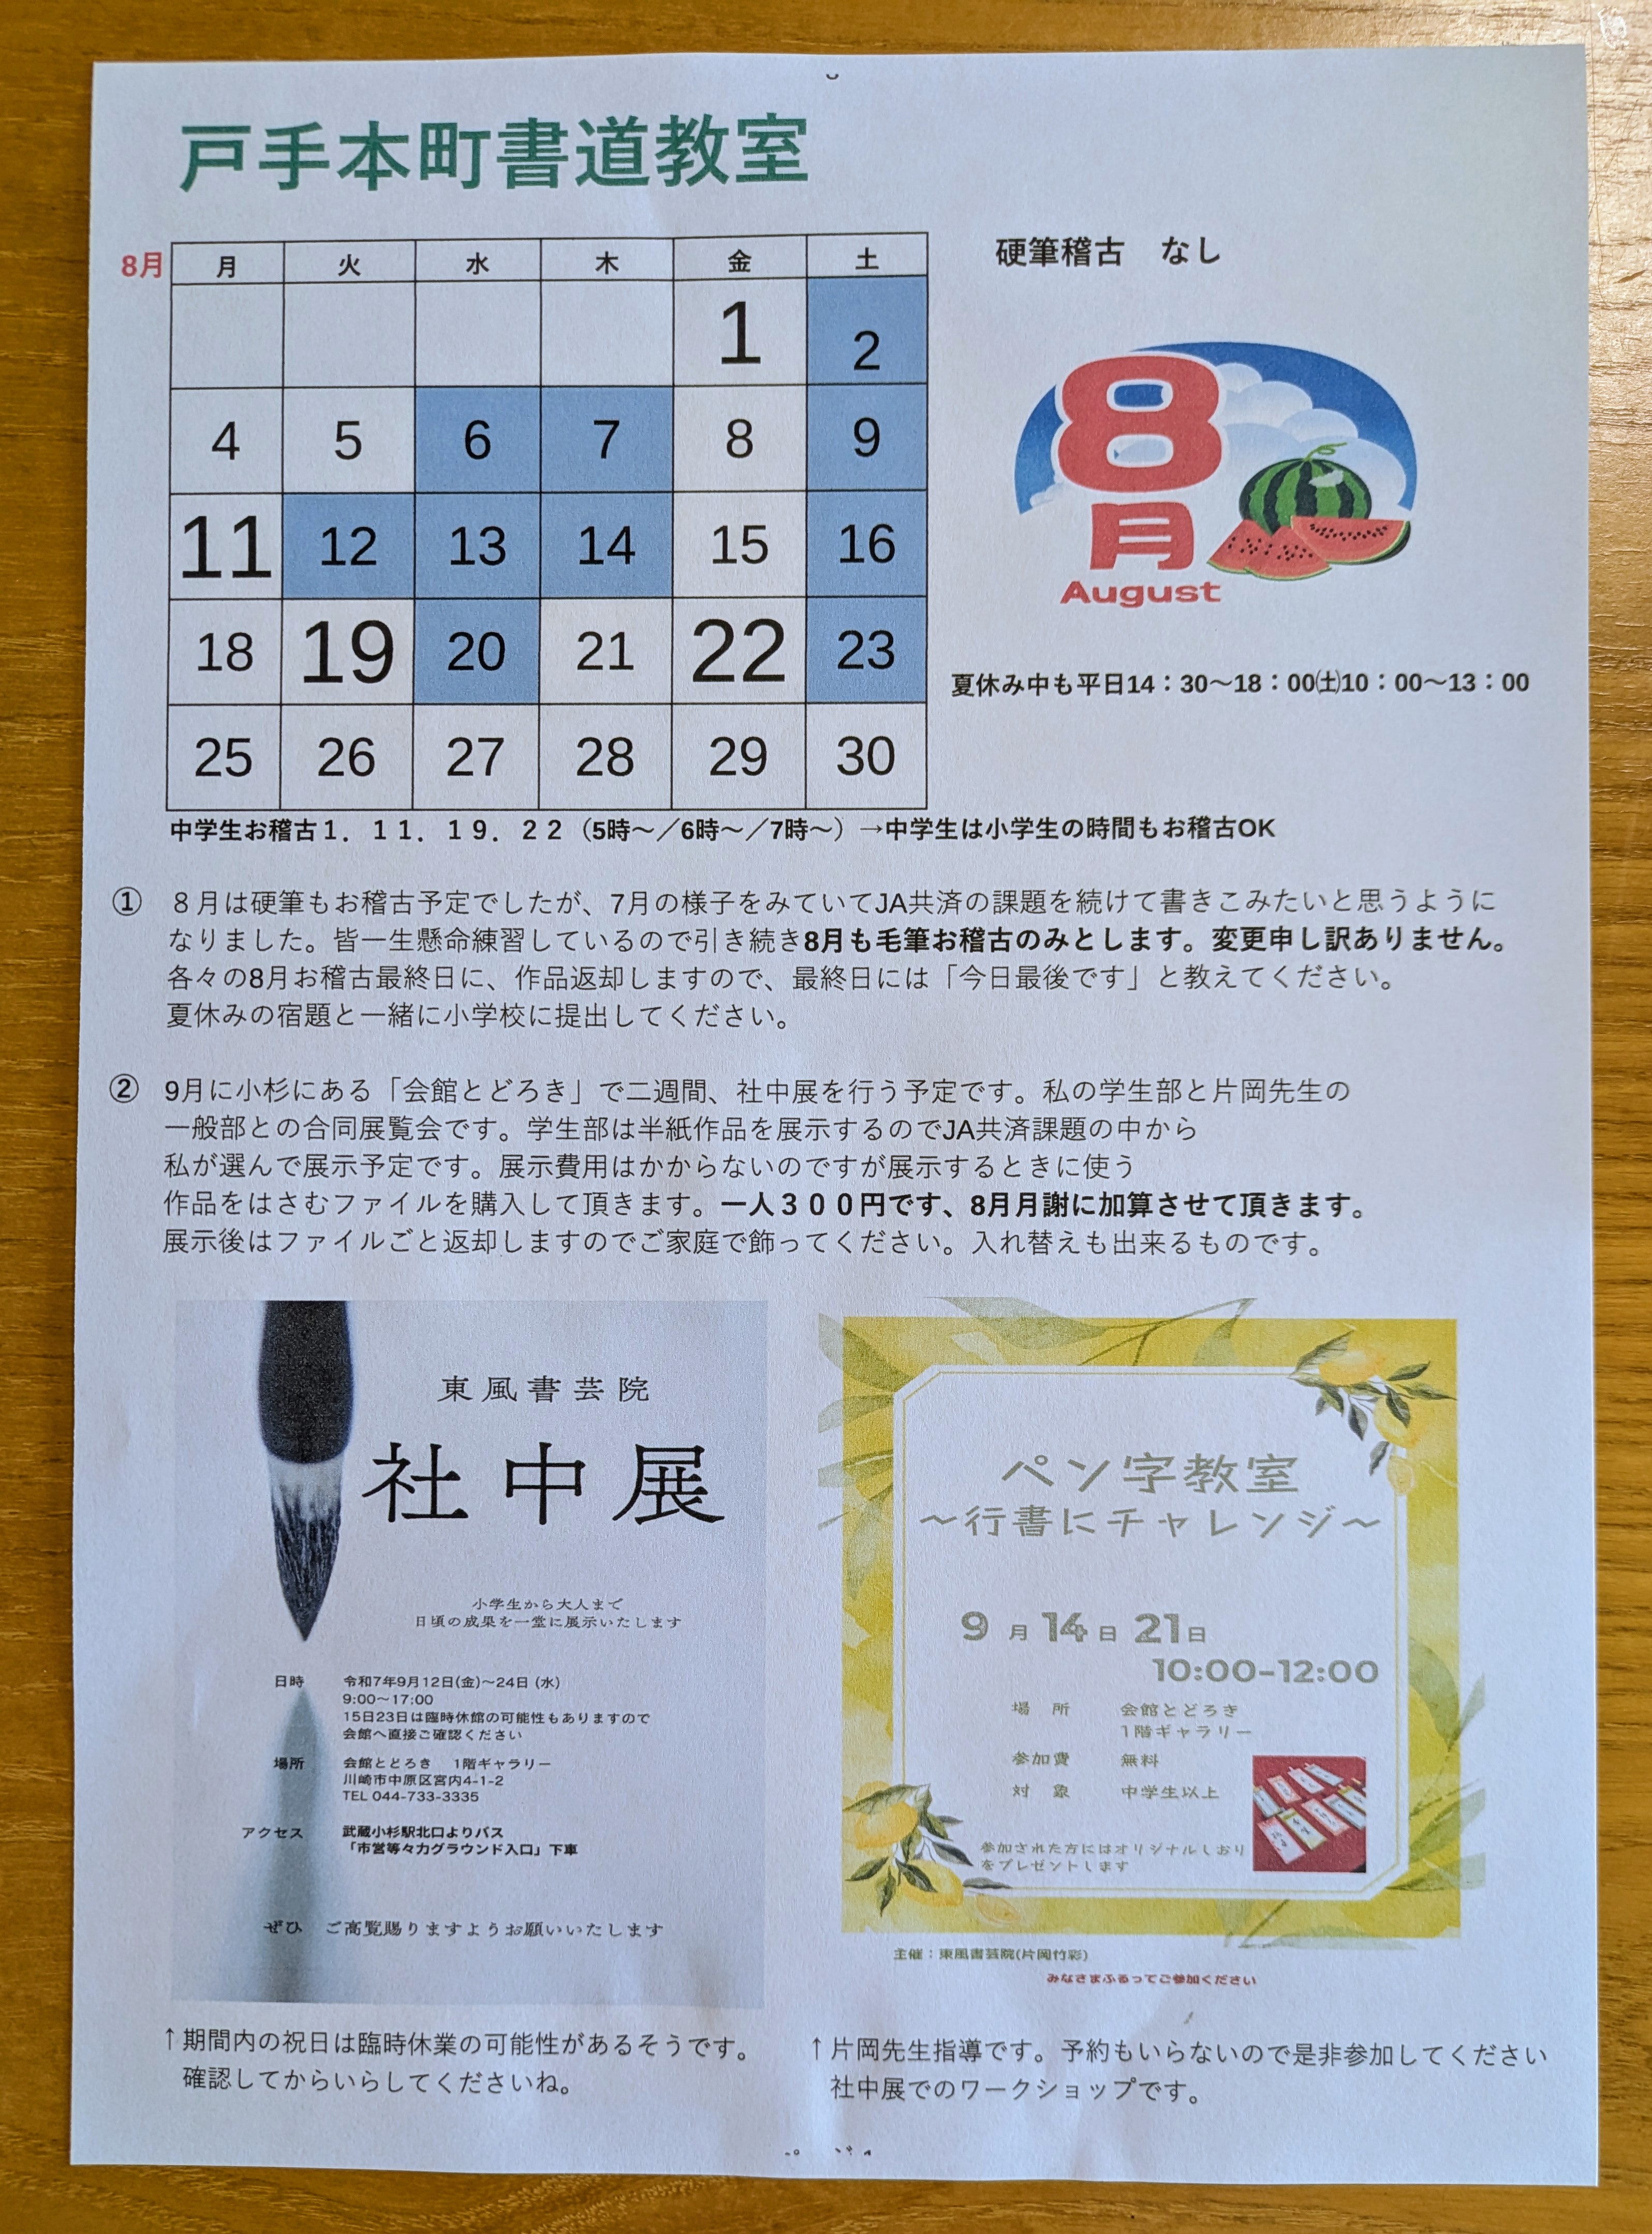 戸手本町書道教室
8月
月 火 水 木 金 土
1 2
4 5 6 7 8 9
11 12 13 14 15 16
18 19 20 21 22 23
25 26 27 28 29 30
硬筆稽古　なし
8
月
August
夏休み中も平日14：30～18：00㈯10：00～13：00
中学生お稽古１．１１．１９．２２（5時～／6時～／7時～）→中学生は小学生の時間もお稽古OK
① ８月は硬筆もお稽古予定でしたが、7月の様子をみていてJA共済の課題を続けて書きこみたいと思うように
なりました。皆一生懸命練習しているので引き続き8月も毛筆お稽古のみとします。変更申し訳ありません。
各々の8月お稽古最終日に、作品返却しますので、最終日には「今日最後です」と教えてください。
夏休みの宿題と一緒に小学校に提出してください。
② 9月に小杉にある「会館とどろき」で二週間、社中展を行う予定です。私の学生部と片岡先生の
一般部との合同展覧会です。学生部は半紙作品を展示するのでJA共済課題の中から
私が選んで展示予定です。展示費用はかからないのですが展示するときに使う
作品をはさむファイルを購入して頂きます。一人３００円です、8月月謝に加算させて頂きます。
展示後はファイルごと返却しますのでご家庭で飾ってください。入れ替えも出来るものです。
東風書芸院
社中展
小学生から大人まで
日頃の成果を一堂に展示いたします
日時 令和7年9月12日(金)～24日 (水)
9:00～17:00
15日23日は臨時休館の可能性もありますので
会館へ直接ご確認ください
場所 会館とどろき　1階ギャラリー
川崎市中原区宮内4-1-2
TEL 044-733-3335
アクセス 武蔵小杉駅北口よりバス
「市営等々力グラウンド入口」下車
ぜひ　ご高覧賜りますようお願いいたします
↑期間内の祝日は臨時休業の可能性があるそうです。
確認してからいらしてくださいね。
ペン字教室
～行書にチャレンジ～
9月14日21日
10:00-12:00
場　所　会館とどろき
1階ギャラリー
参加費　無料
対　象　中学生以上
参加された方にはオリジナルしおり
をプレゼントします
主催：東風書芸院(片岡竹彩)
みなさまふるってご参加ください
↑片岡先生指導です。予約もいらないので是非参加してください
社中展でのワークショップです。